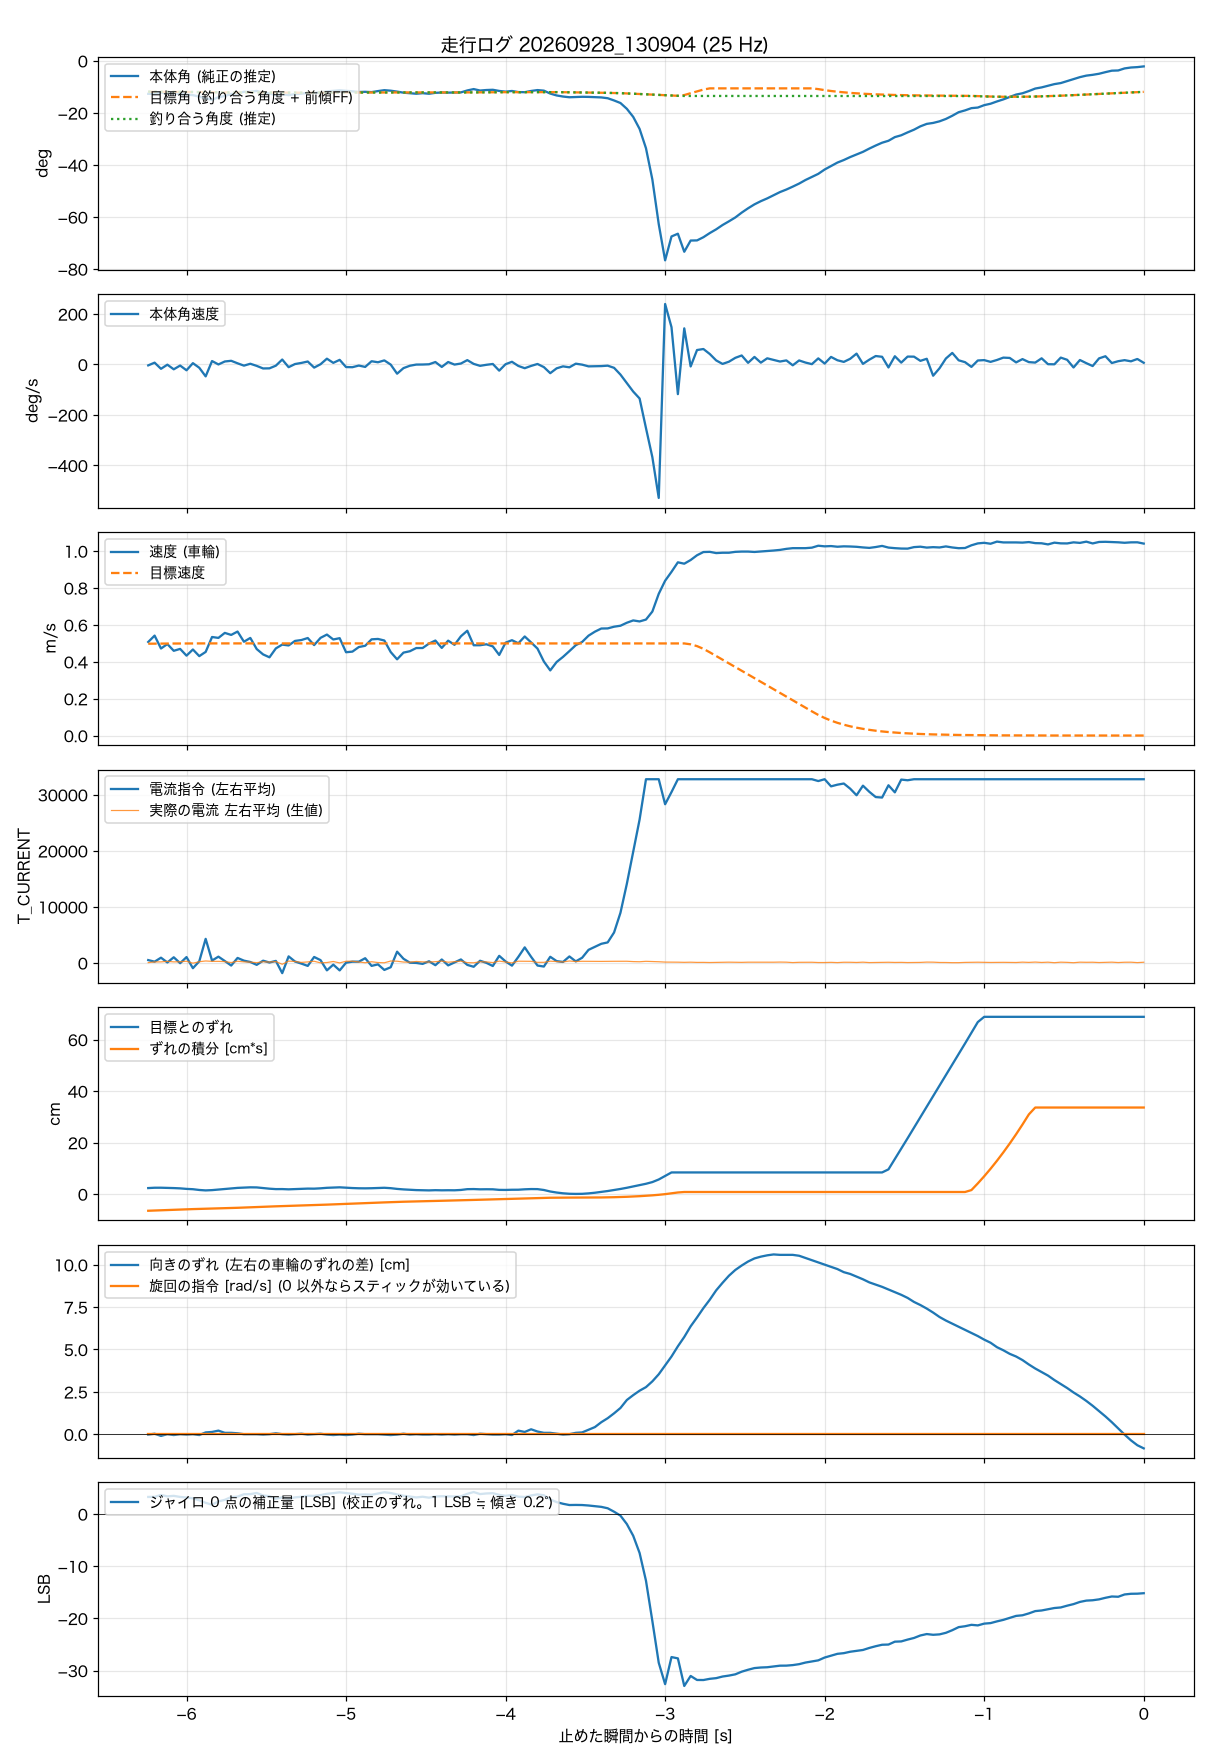 走行ログ 20260928_130904 (25 Hz)
0
−20
−40
−60
−80
deg
本体角 (純正の推定)
目標角 (釣り合う角度 + 前傾FF)
釣り合う角度 (推定)
200
0
−200
−400
deg/s
本体角速度
1.0
0.8
0.6
0.4
0.2
0.0
m/s
速度 (車輪)
目標速度
30000
20000
10000
0
T_CURRENT
電流指令 (左右平均)
実際の電流 左右平均 (生値)
60
40
20
0
cm
目標とのずれ
ずれの積分 [cm*s]
10.0
7.5
5.0
2.5
0.0
向きのずれ (左右の車輪のずれの差) [cm]
旋回の指令 [rad/s] (0 以外ならスティックが効いている)
0
−10
−20
−30
LSB
ジャイロ 0 点の補正量 [LSB] (校正のずれ。1 LSB ≒ 傾き 0.2°)
−6
−5
−4
−3
−2
−1
0
止めた瞬間からの時間 [s]